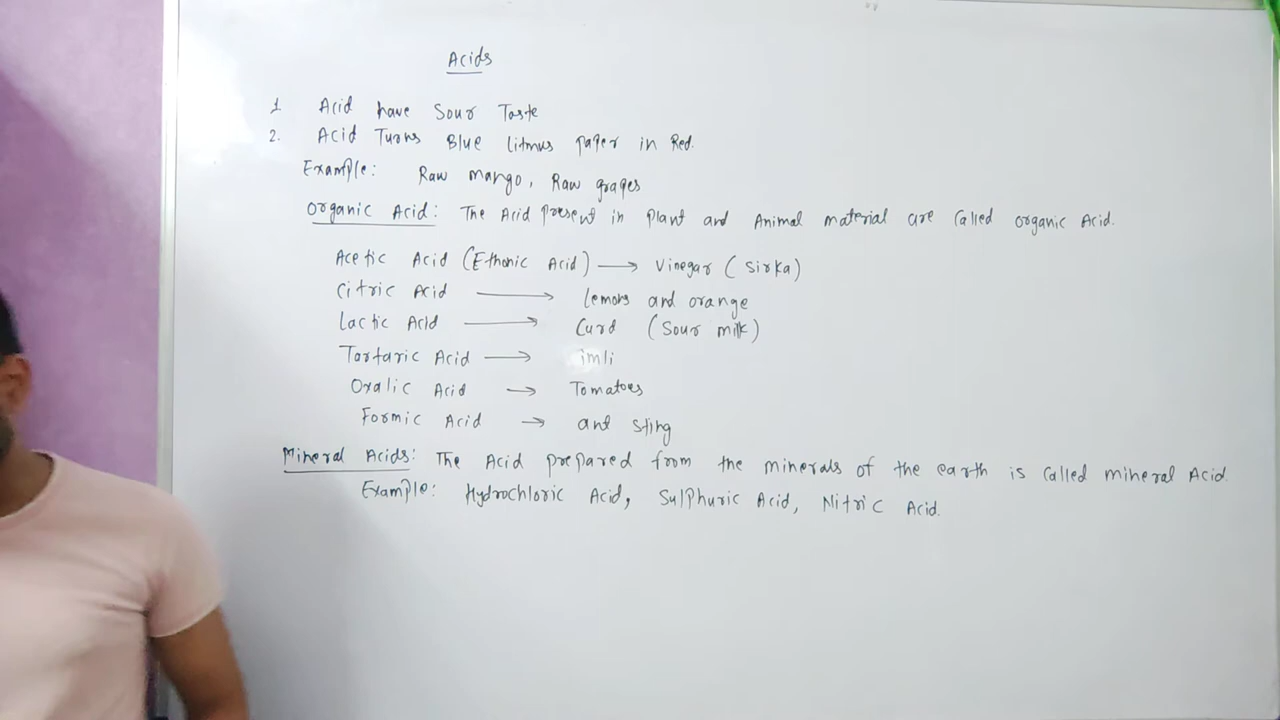 Acids
1. Acid have Sour Taste
2. Acid Turns Blue Litmus paper in Red.
Example: Raw mango, Raw grapes
Organic Acid: The Acid present in plant and Animal material are called organic Acid.
Acetic Acid (Ethonic Acid) → Vinegar (Sirka)
Citric Acid → lemons and orange
Lactic Acid → Curd (Sour milk)
Tartaric Acid → imli
Oxalic Acid → Tomatoes
Formic Acid → and sting
Mineral Acids: The Acid prepared from the minerals of the earth is called mineral Acid.
Example: Hydrochloric Acid, Sulphuric Acid, Nitric Acid.